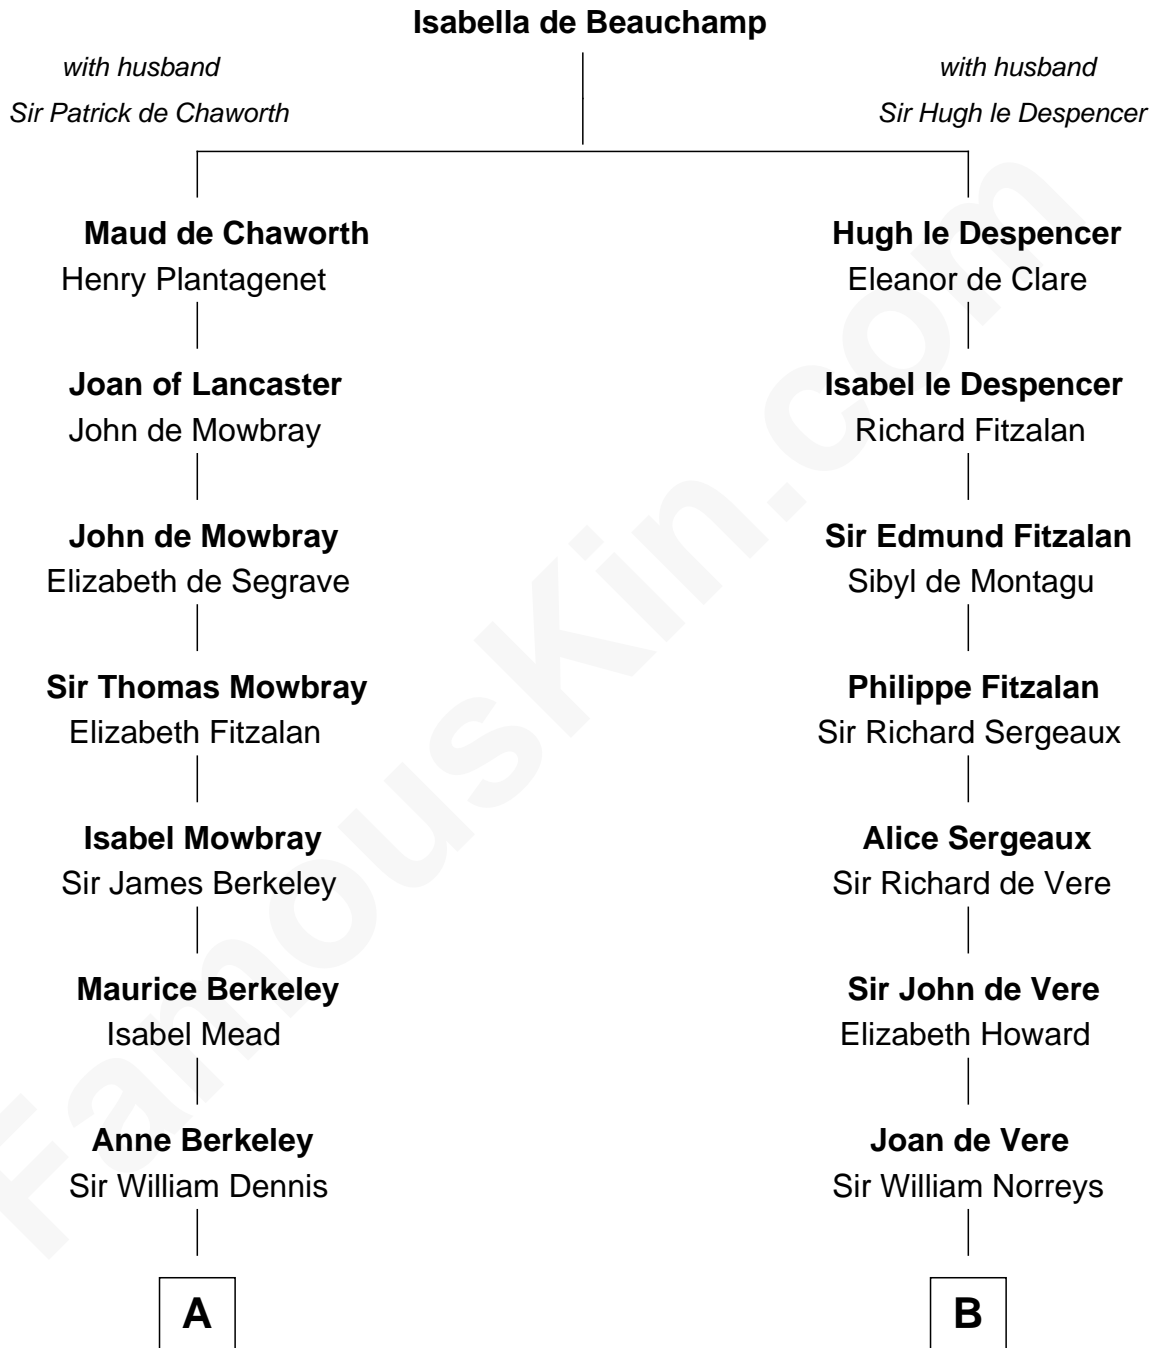 Isabella de Beauchamp
with husband
Sir Patrick de Chaworth
with husband
Sir Hugh le Despencer
Maud de Chaworth
Henry Plantagenet
Hugh le Despencer
Eleanor de Clare
Joan of Lancaster
John de Mowbray
Isabel le Despencer
Richard Fitzalan
John de Mowbray
Elizabeth de Segrave
Sir Edmund Fitzalan
Sibyl de Montagu
Sir Thomas Mowbray
Elizabeth Fitzalan
Philippe Fitzalan
Sir Richard Sergeaux
Isabel Mowbray
Sir James Berkeley
Alice Sergeaux
Sir Richard de Vere
Maurice Berkeley
Isabel Mead
Sir John de Vere
Elizabeth Howard
Anne Berkeley
Sir William Dennis
Joan de Vere
Sir William Norreys
A
B
FamousKin.com